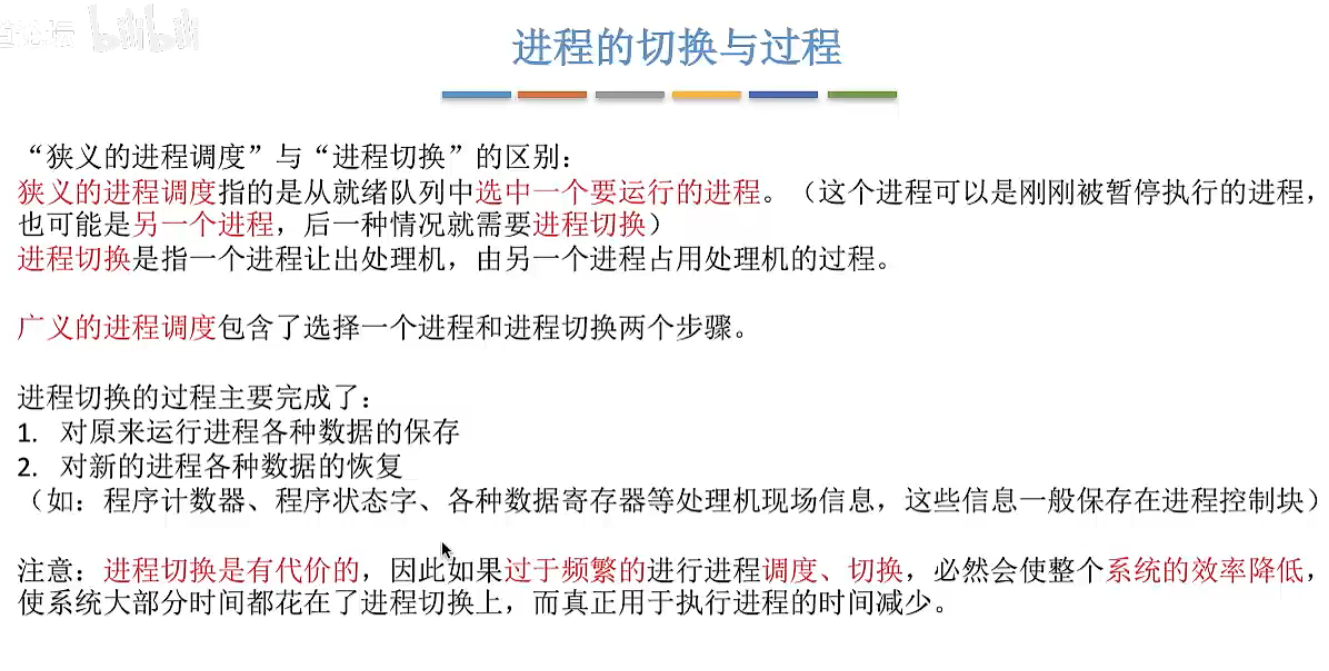 bilibili
进程的切换与过程
“狭义的进程调度”与“进程切换”的区别：
狭义的进程调度指的是从就绪队列中选中一个要运行的进程。（这个进程可以是刚刚被暂停执行的进程，
也可能是另一个进程，后一种情况就需要进程切换）
进程切换是指一个进程让出处理机，由另一个进程占用处理机的过程。
广义的进程调度包含了选择一个进程和进程切换两个步骤。
进程切换的过程主要完成了：
1. 对原来运行进程各种数据的保存
2. 对新的进程各种数据的恢复
（如：程序计数器、程序状态字、各种数据寄存器等处理机现场信息，这些信息一般保存在进程控制块）
注意：进程切换是有代价的，因此如果过于频繁的进行进程调度、切换，必然会使整个系统的效率降低，
使系统大部分时间都花在了进程切换上，而真正用于执行进程的时间减少。